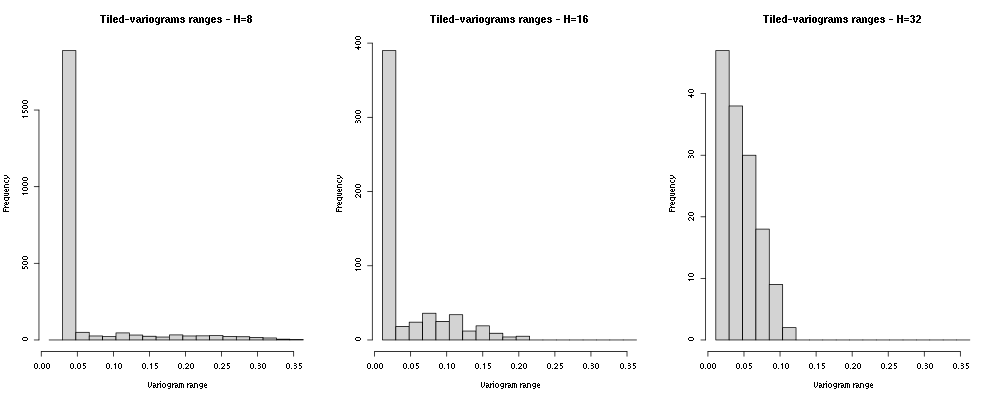 Tiled-variograms ranges - H=8
Tiled-variograms ranges - H=16
Tiled-variograms ranges - H=32
Frequency
0
500
1000
1500
0.00 0.05 0.10 0.15 0.20 0.25 0.30 0.35
Variogram range
Frequency
0
100
200
300
400
0.00 0.05 0.10 0.15 0.20 0.25 0.30 0.35
Variogram range
Frequency
0
10
20
30
40
0.00 0.05 0.10 0.15 0.20 0.25 0.30 0.35
Variogram range